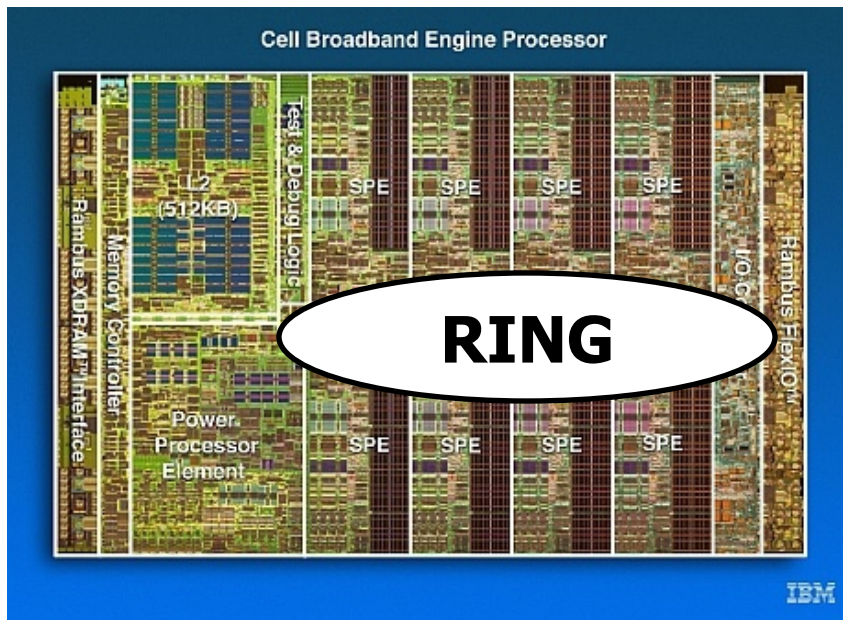 Cell Broadband Engine Processor
Rambus XDRAM™ Interface
Memory Controller
L2
(512KB)
Test & Debug Logic
SPE
SPE
SPE
SPE
Rambus FlexIO™
RING
Power
Processor
Element
SPE
SPE
SPE
SPE
IBM